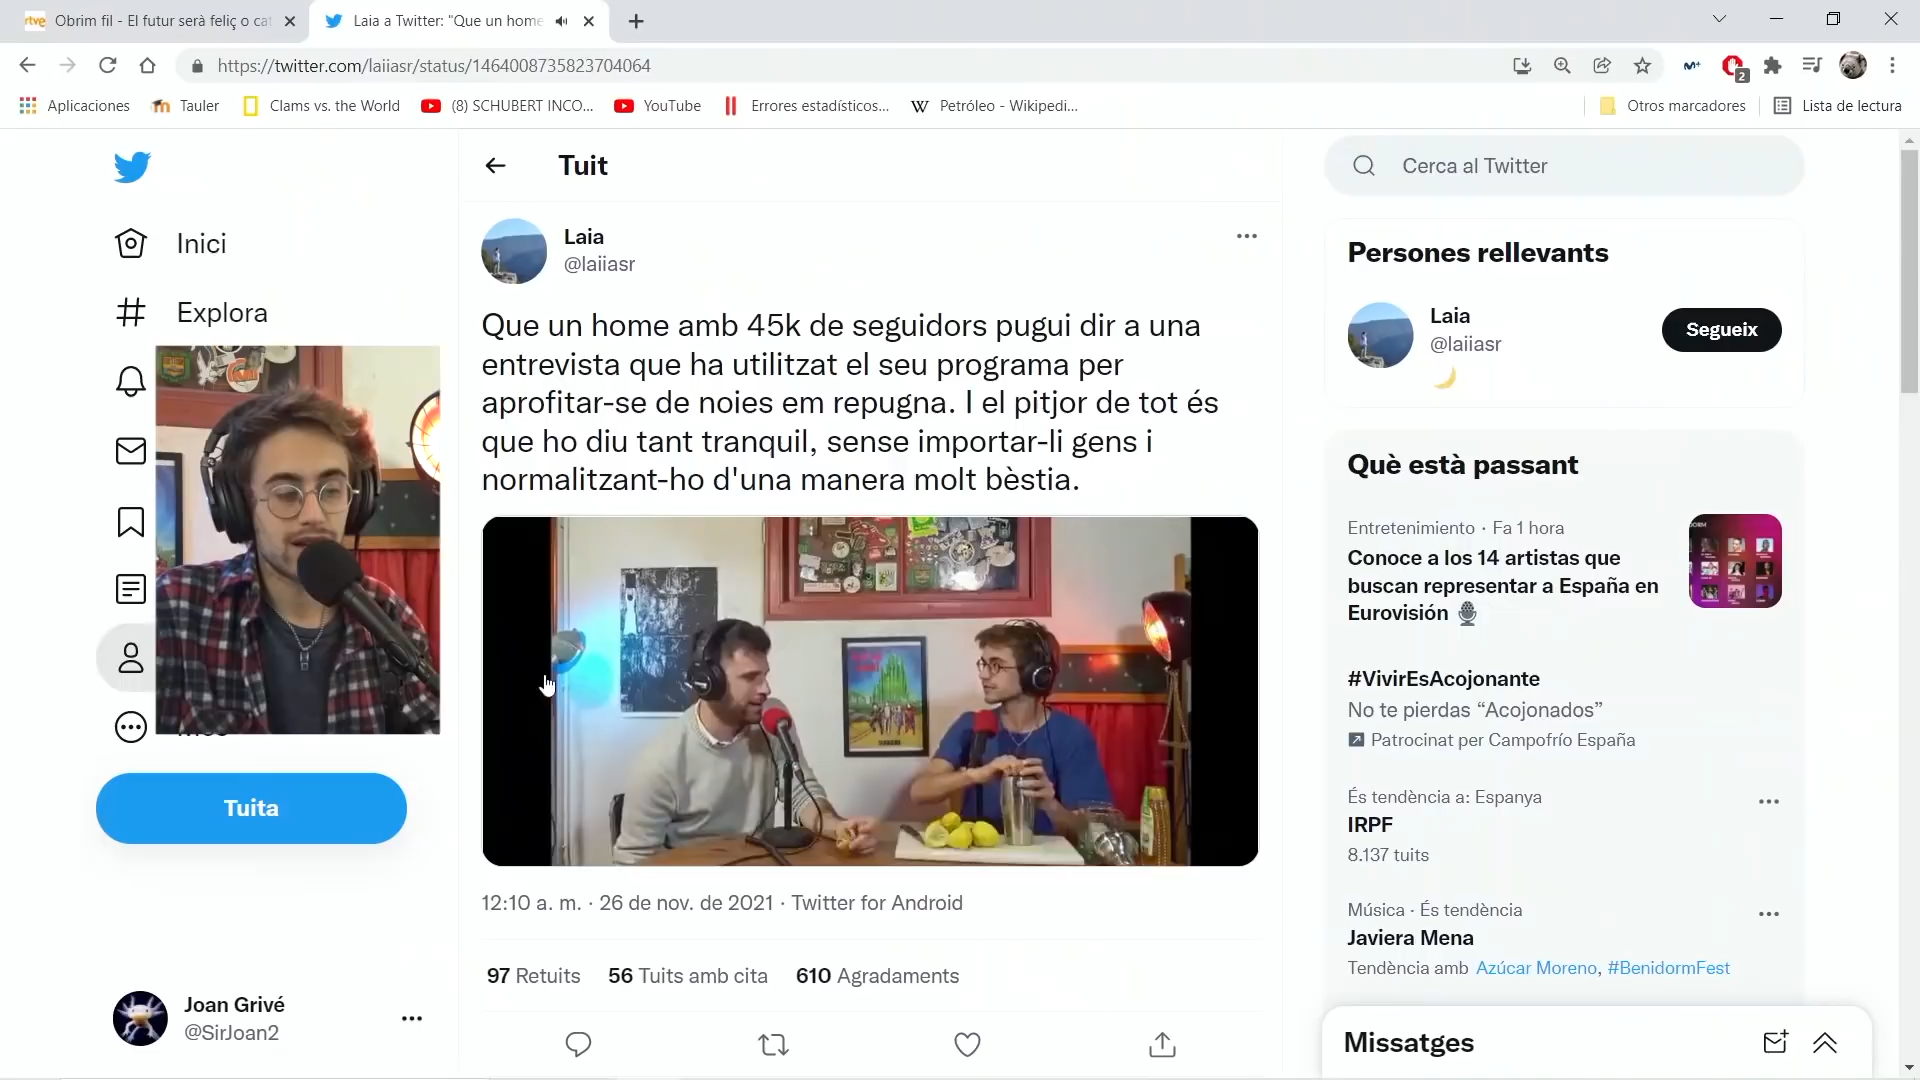 rtve Obrim fil - El futur serà feliç o ca
Laia a Twitter: "Que un home
https://twitter.com/laiiasr/status/1464008735823704064
2
Aplicaciones
Tauler
Clams vs. the World
(8) SCHUBERT INCO...
YouTube
Errores estadísticos...
Petróleo - Wikipedi...
Otros marcadores
Lista de lectura
Inici
Explora
Tuita
Joan Grivé
@SirJoan2
Tuit
Laia
@laiiasr
Que un home amb 45k de seguidors pugui dir a una
entrevista que ha utilitzat el seu programa per
aprofitar-se de noies em repugna. I el pitjor de tot és
que ho diu tant tranquil, sense importar-li gens i
normalitzant-ho d'una manera molt bèstia.
12:10 a. m. · 26 de nov. de 2021 · Twitter for Android
97 Retuits 56 Tuits amb cita 610 Agradaments
Cerca al Twitter
Persones rellevants
Laia
@laiiasr
Segueix
Què està passant
Entretenimiento · Fa 1 hora
Conoce a los 14 artistas que
buscan representar a España en
Eurovisión
#VivirEsAcojonante
No te pierdas “Acojonados”
Patrocinat per Campofrío España
És tendència a: Espanya
IRPF
8.137 tuits
Música · És tendència
Javiera Mena
Tendència amb Azúcar Moreno, #BenidormFest
Missatges